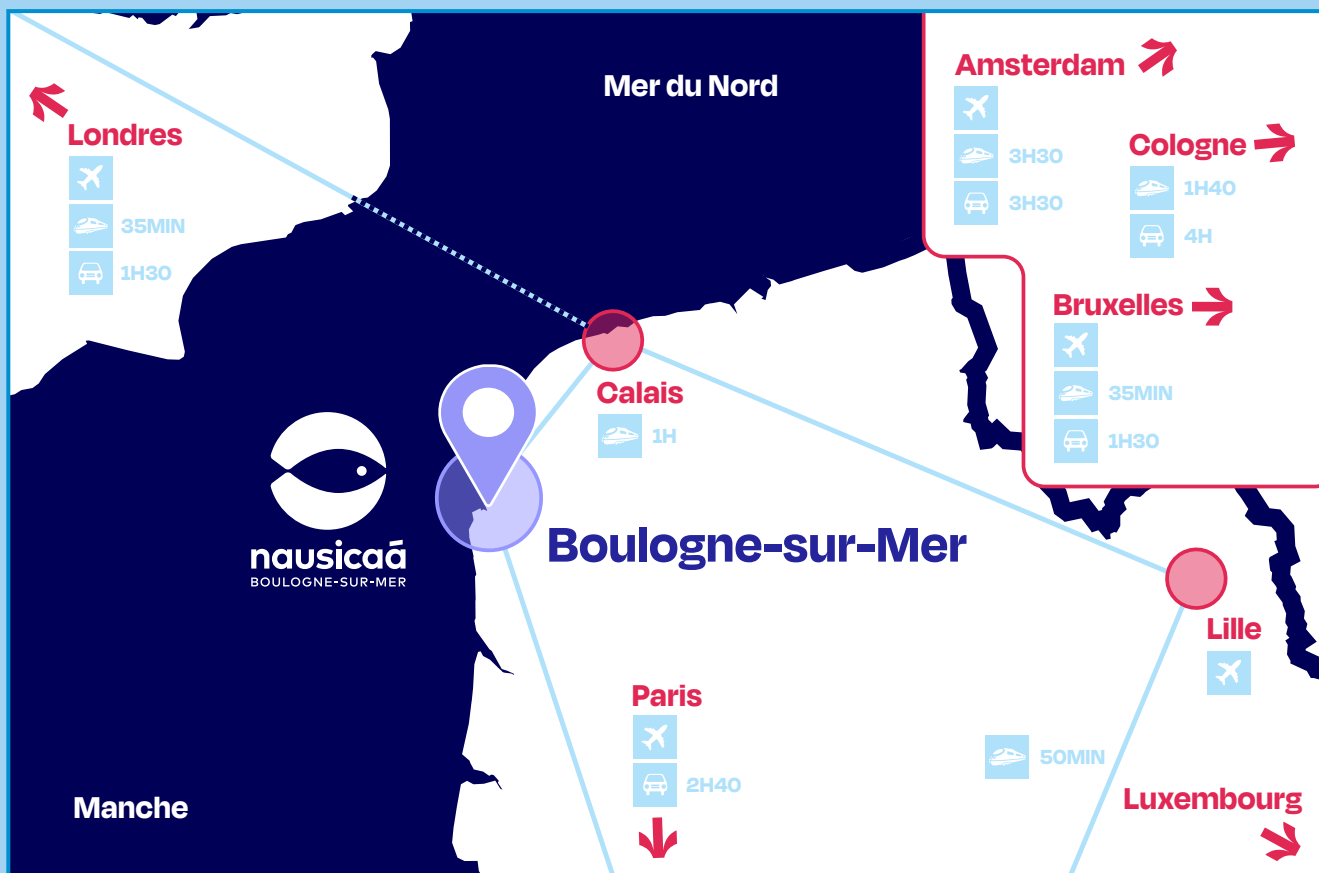 Mer du Nord
Amsterdam
3H30
3H30
Cologne
1H40
4H
Londres
35MIN
1H30
Bruxelles
35MIN
1H30
Calais
1H
nausicaá
BOULOGNE-SUR-MER
Boulogne-sur-Mer
Lille
Paris
2H40
50MIN
Luxembourg
Manche